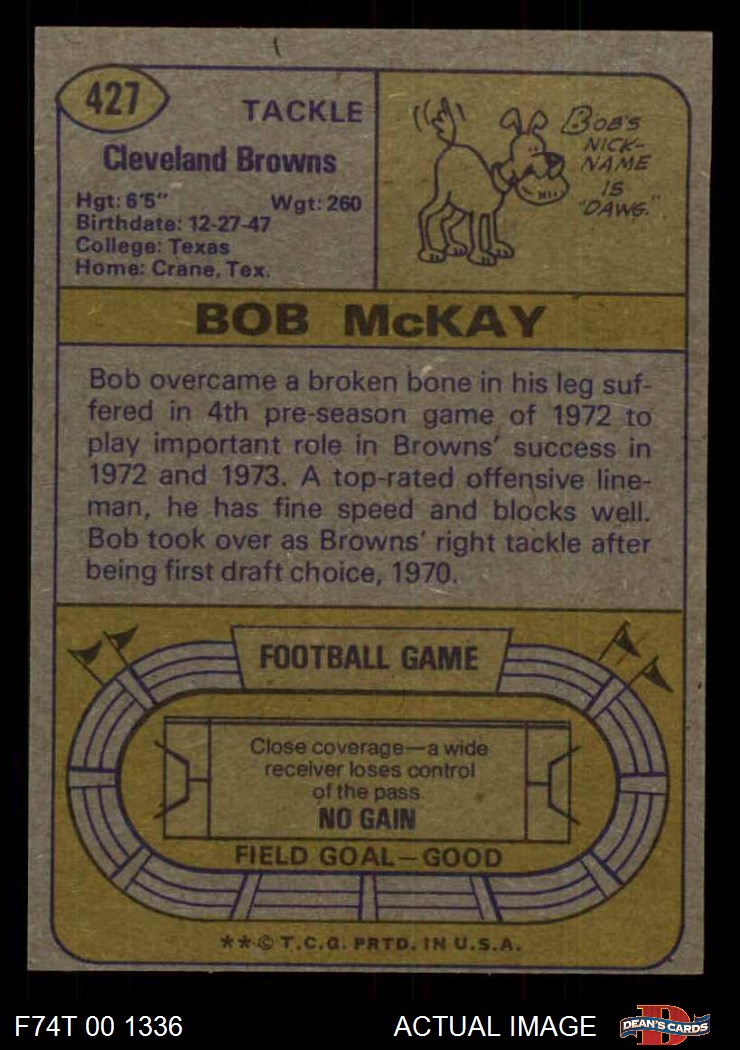 427
TACKLE
Cleveland Browns
Hgt: 6'5" Wgt: 260
Birthdate: 12-27-47
College: Texas
Home: Crane, Tex.
BOB'S
NICK-
NAME
IS
"DAWG."
BOB McKAY
Bob overcame a broken bone in his leg suf-
fered in 4th pre-season game of 1972 to
play important role in Browns' success in
1972 and 1973. A top-rated offensive line-
man, he has fine speed and blocks well.
Bob took over as Browns' right tackle after
being first draft choice, 1970.
FOOTBALL GAME
Close coverage—a wide
receiver loses control
of the pass.
NO GAIN
FIELD GOAL—GOOD
**© T.C.G. PRTD. IN U.S.A.
F74T 00 1336 ACTUAL IMAGE
D
DEAN'S CARDS